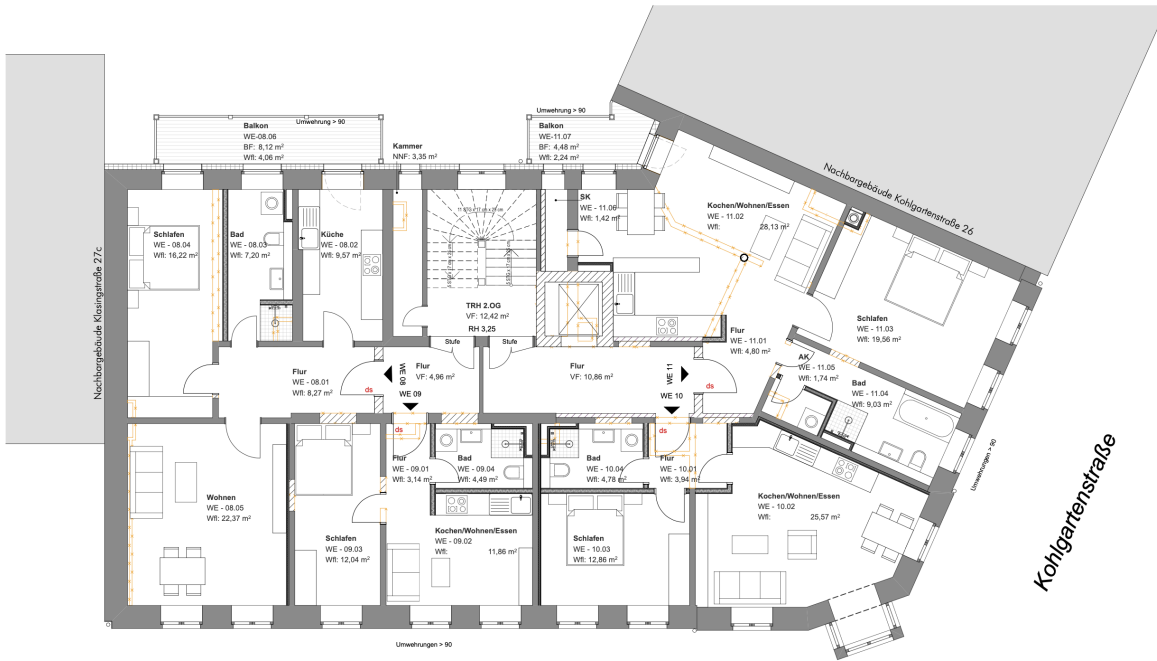 Umwehrung > 90
Balkon
WE-08.06
BF: 8,12 m²
Wfl: 4,06 m²
Umwehrung > 90
Kammer
NNF: 3,35 m²
Balkon
WE-11.07
BF: 4,48 m²
Wfl: 2,24 m²
Nachbargebäude Kohlgartenstraße 26
Nachbargebäude Klasingstraße 27c
Schlafen
WE - 08.04
Wfl: 16,22 m²
Bad
WE - 08.03
Wfl: 7,20 m²
Küche
WE - 08.02
Wfl: 9,57 m²
SK
WE - 11.06
Wfl: 1,42 m²
Kochen/Wohnen/Essen
WE - 11.02
Wfl: 28,13 m²
TRH 2.OG
VF: 12,42 m²
RH 3,25
Stufe
Stufe
Schlafen
WE - 11.03
Wfl: 19,56 m²
Flur
WE - 11.01
Wfl: 4,80 m²
AK
WE - 11.05
Wfl: 1,74 m²
Bad
WE - 11.04
Wfl: 9,03 m²
Flur
WE - 08.01
Wfl: 8,27 m²
ds
WE 08
WE 09
Flur
VF: 4,96 m²
Flur
VF: 10,86 m²
WE 11
WE 10
ds
ds
ds
Flur
WE - 09.01
Wfl: 3,14 m²
Bad
WE - 09.04
Wfl: 4,49 m²
Bad
WE - 10.04
Wfl: 4,78 m²
Flur
WE - 10.01
Wfl: 3,94 m²
Wohnen
WE - 08.05
Wfl: 22,37 m²
Schlafen
WE - 09.03
Wfl: 12,04 m²
Kochen/Wohnen/Essen
WE - 09.02
Wfl: 11,86 m²
Schlafen
WE - 10.03
Wfl: 12,86 m²
Kochen/Wohnen/Essen
WE - 10.02
Wfl: 25,57 m²
Umwehrungen > 90
Kohlgartenstraße
Umwehrungen > 90